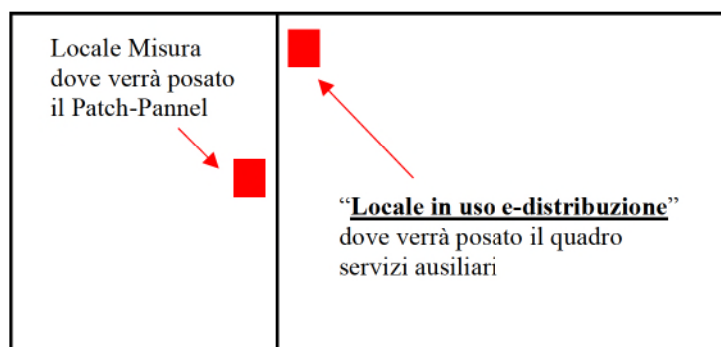 Locale Misura
dove verrà posato
il Patch-Pannel
“Locale in uso e-distribuzione”
dove verrà posato il quadro
servizi ausiliari